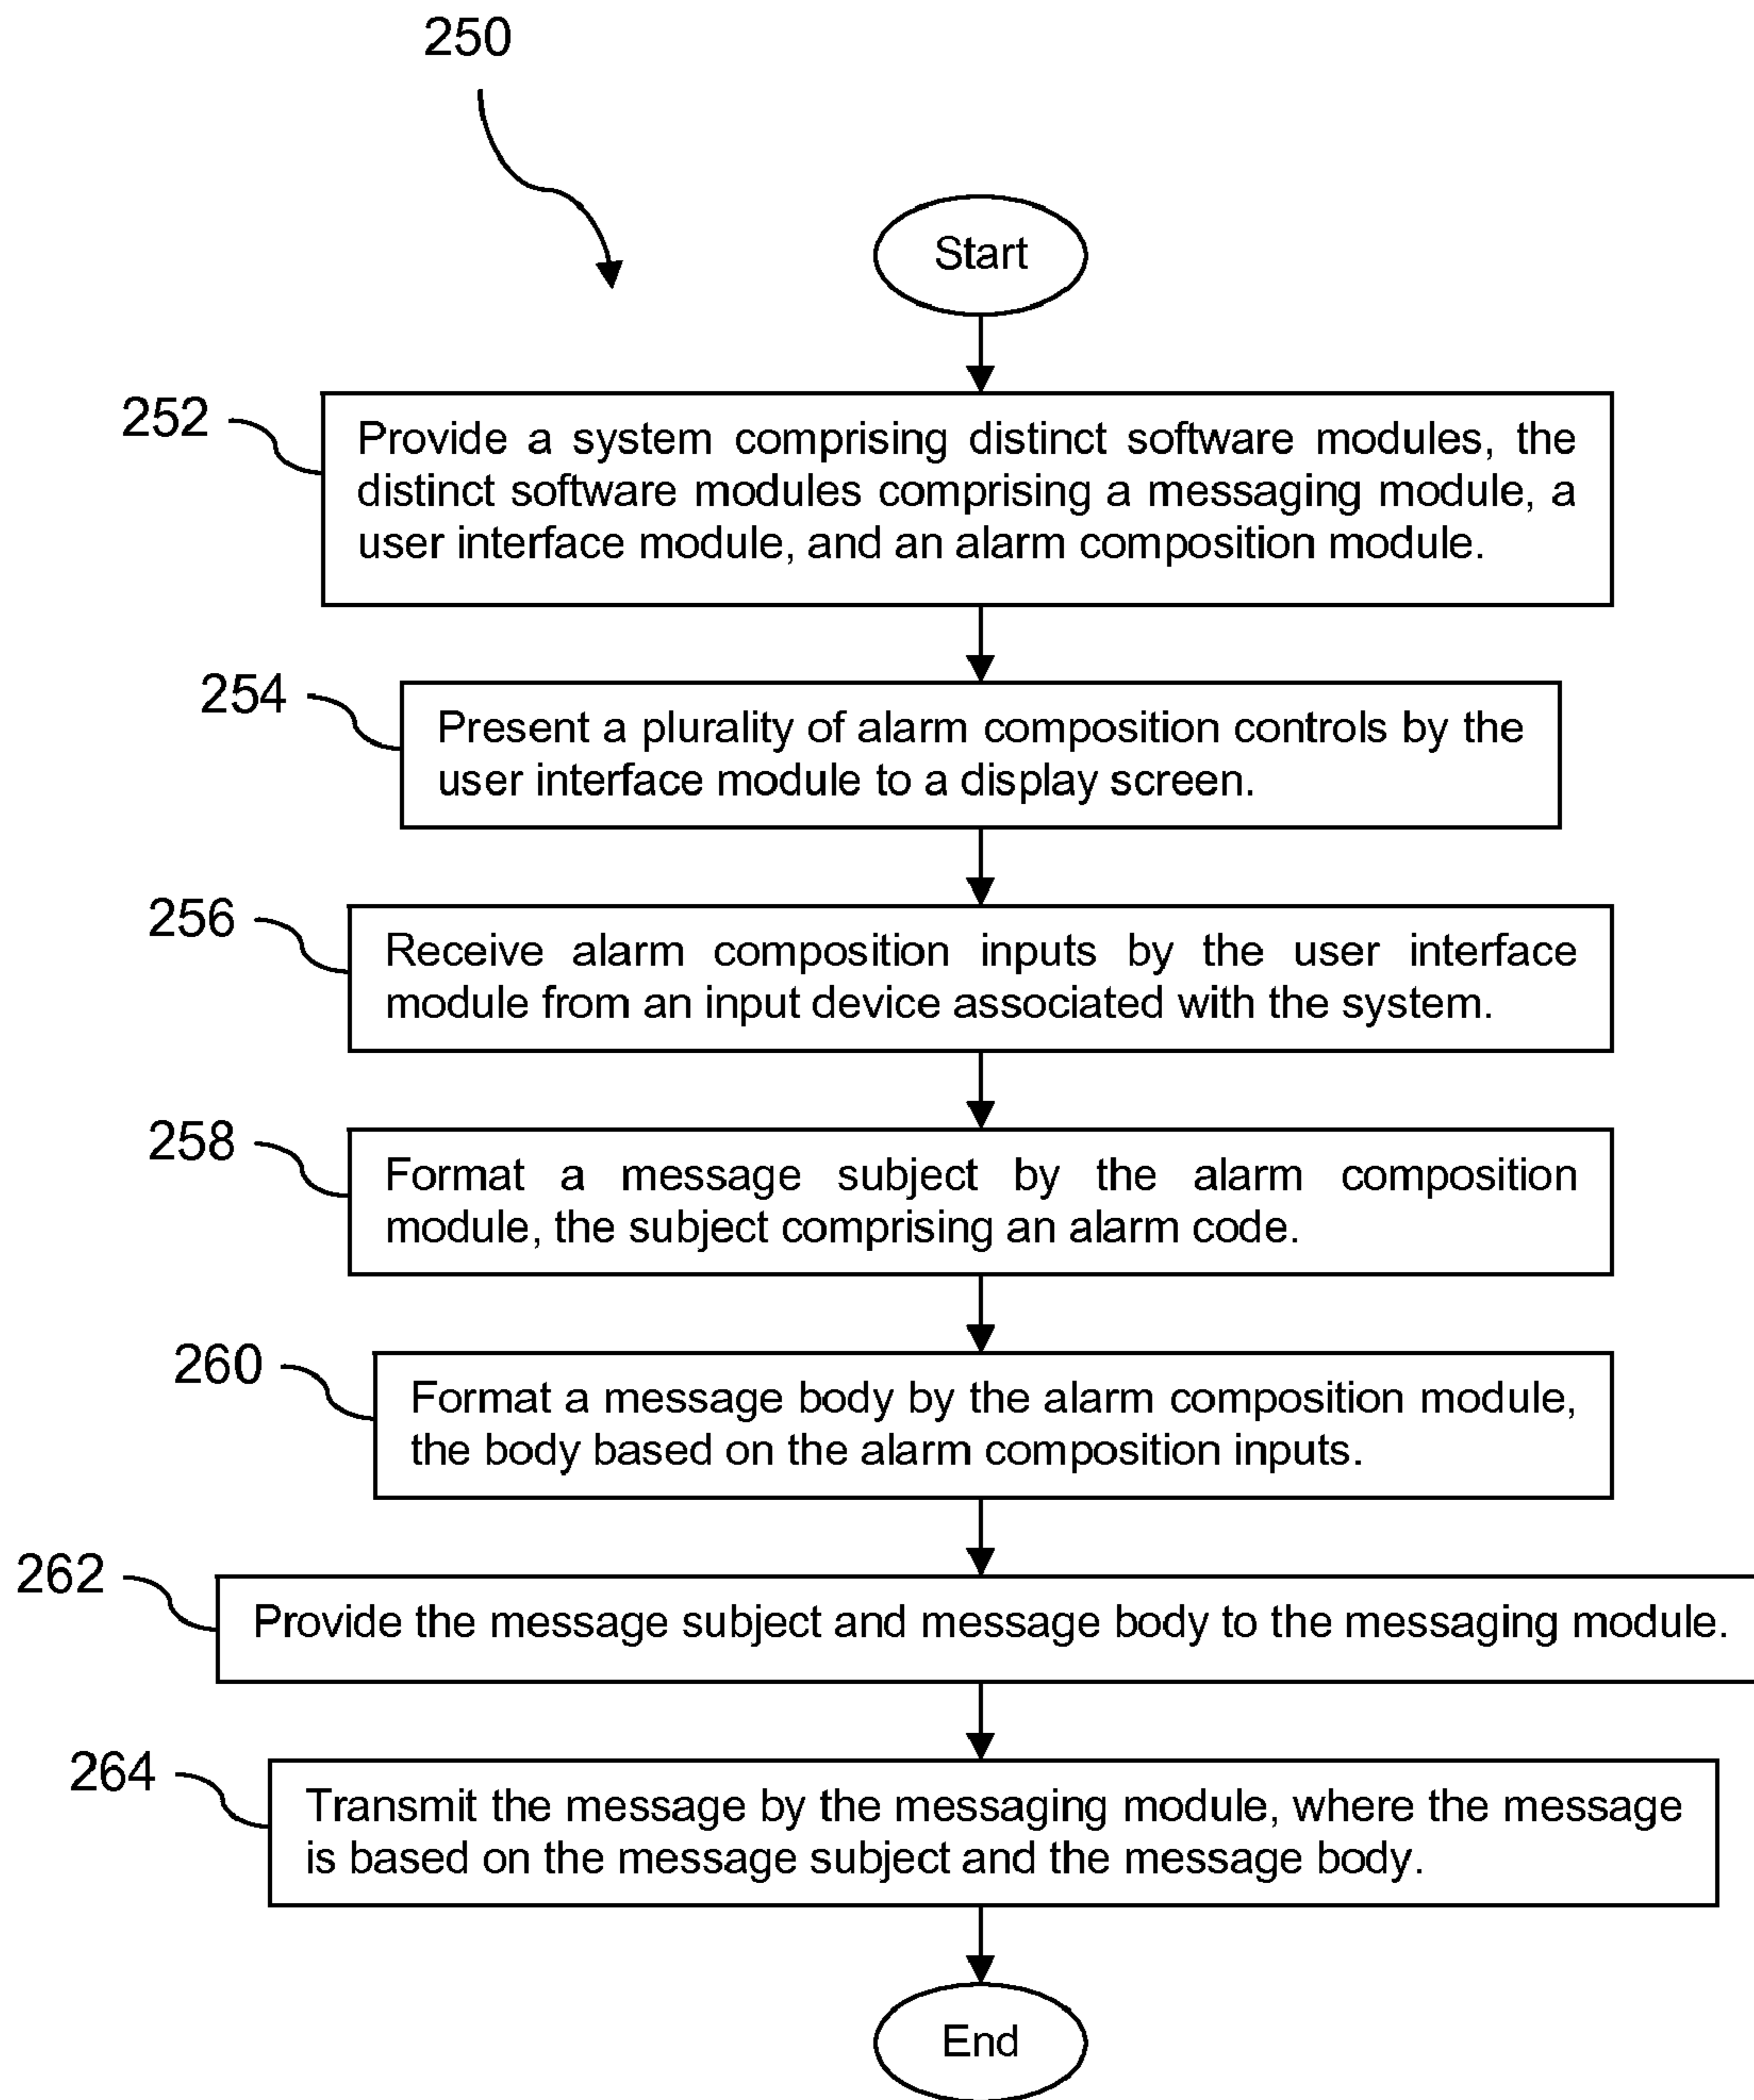 250
Start
252
Provide a system comprising distinct software modules, the
distinct software modules comprising a messaging module, a
user interface module, and an alarm composition module.
254
Present a plurality of alarm composition controls by the
user interface module to a display screen.
256
Receive alarm composition inputs by the user interface
module from an input device associated with the system.
258
Format a message subject by the alarm composition
module, the subject comprising an alarm code.
260
Format a message body by the alarm composition module,
the body based on the alarm composition inputs.
262
Provide the message subject and message body to the messaging module.
264
Transmit the message by the messaging module, where the message
is based on the message subject and the message body.
End